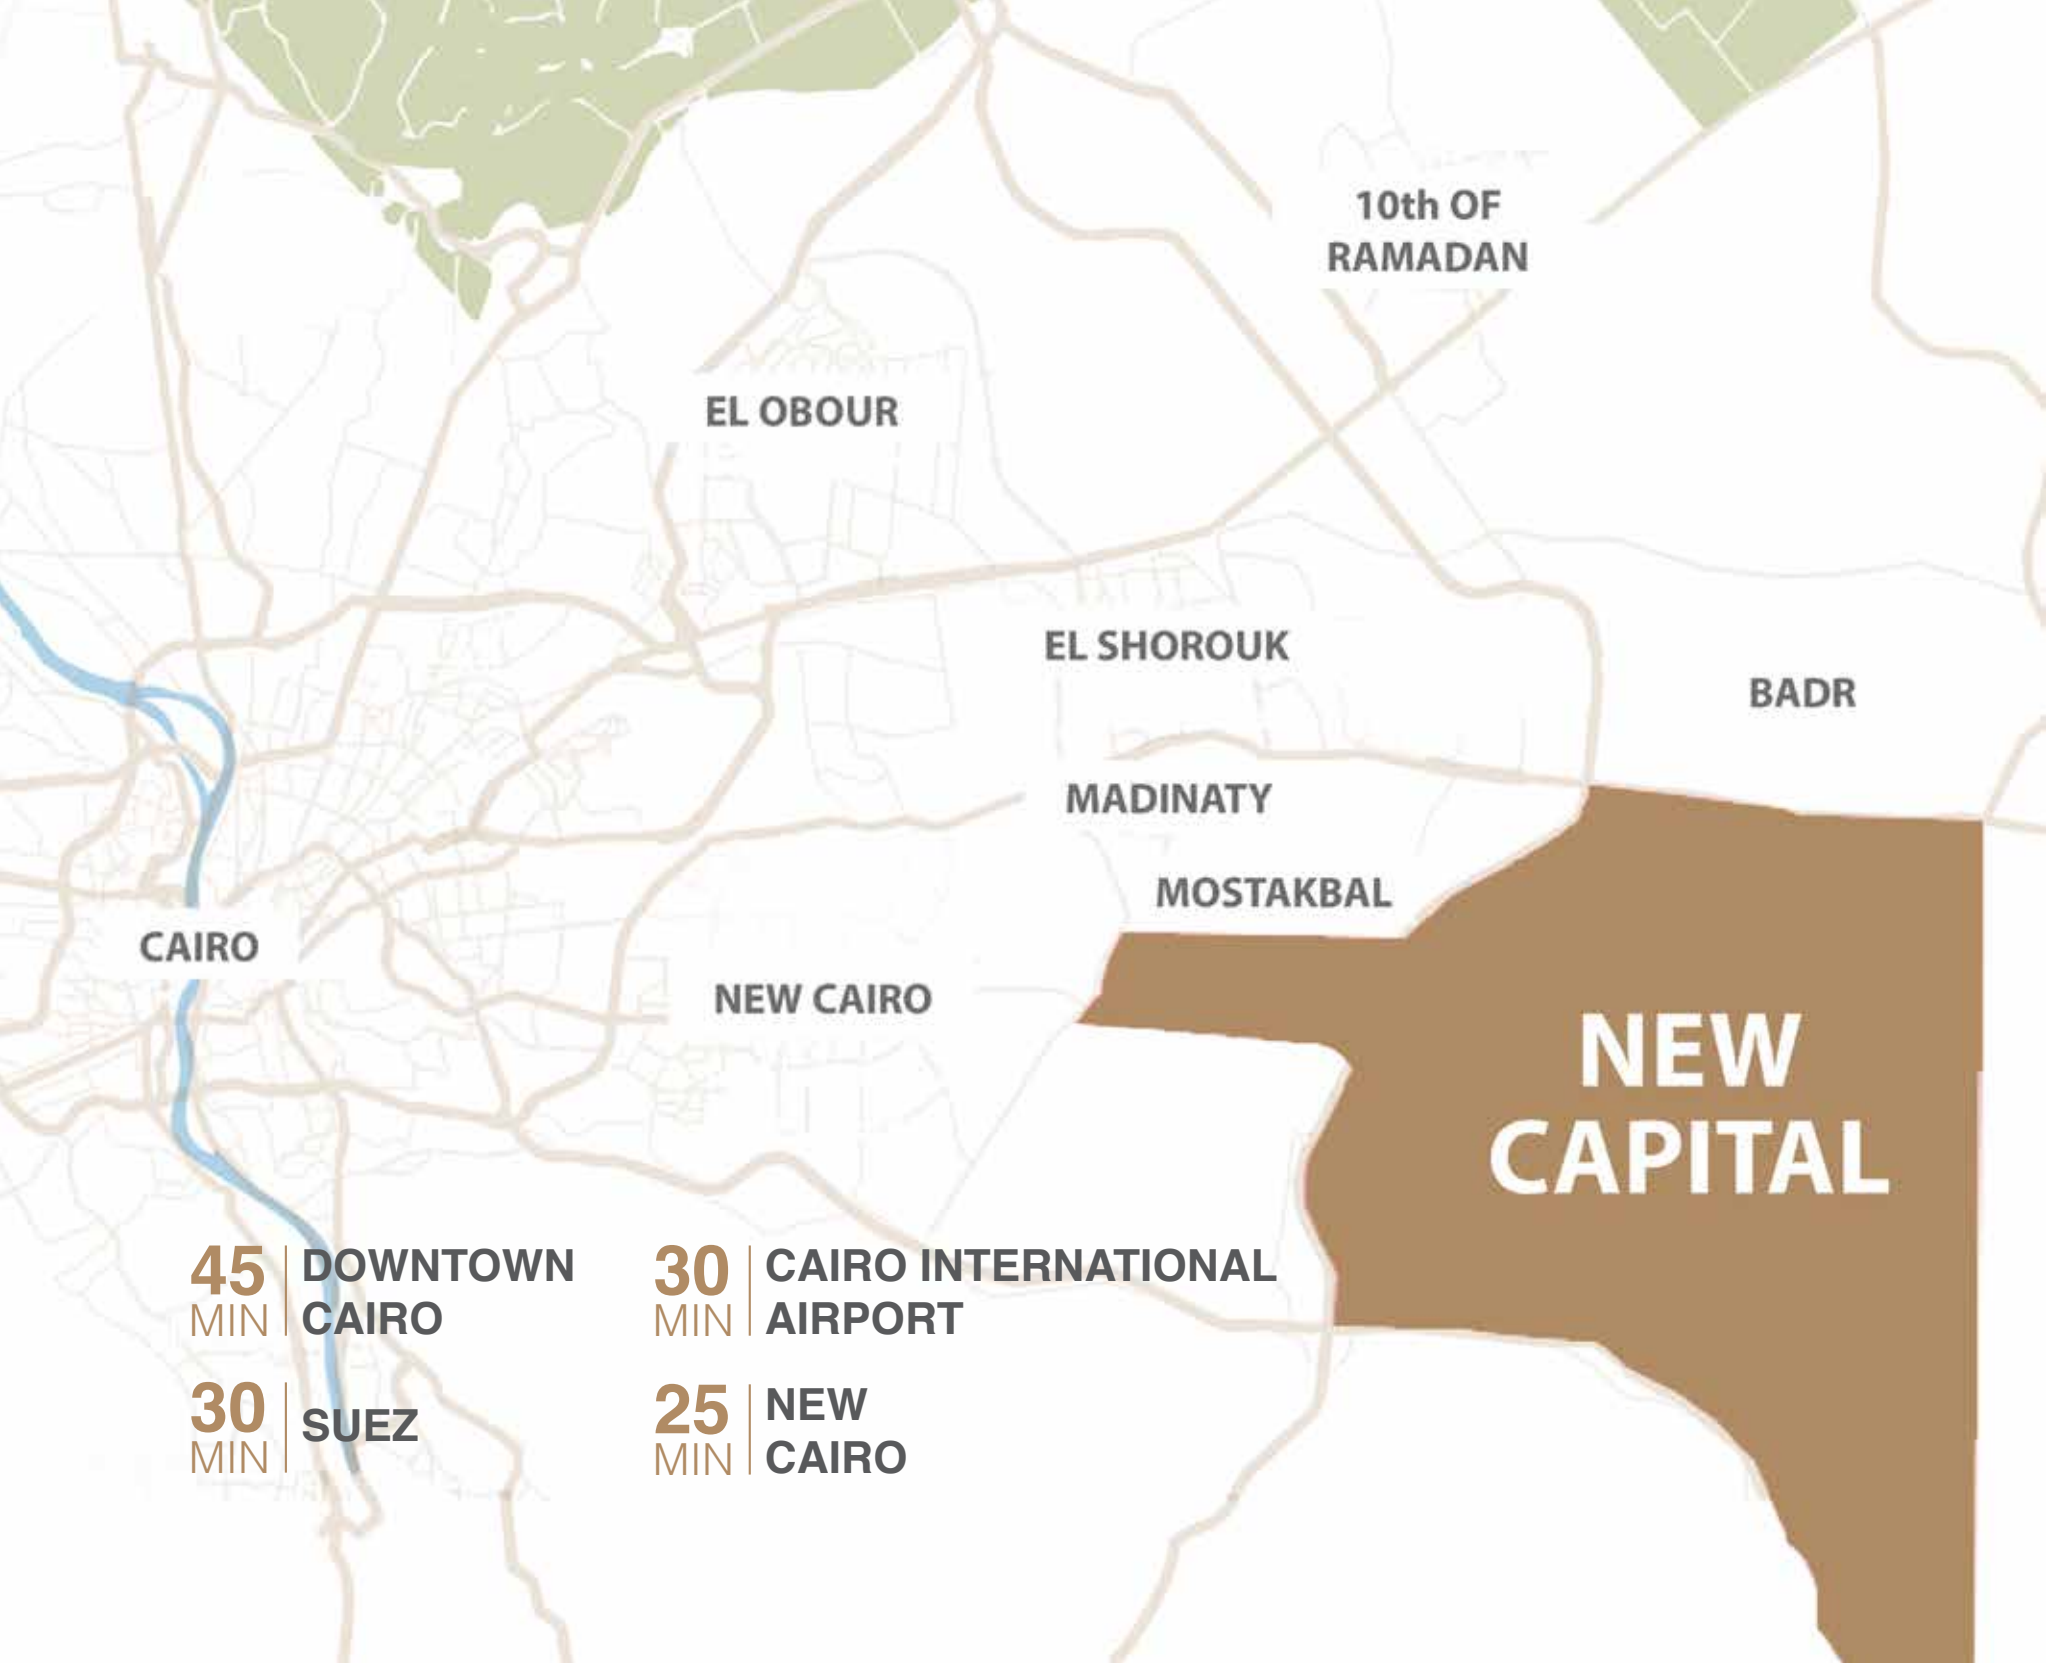 10th OF
RAMADAN
EL OBOUR
EL SHOROUK
BADR
MADINATY
MOSTAKBAL
CAIRO
NEW CAIRO
NEW
CAPITAL
45
MIN
DOWNTOWN
CAIRO
30
MIN
CAIRO INTERNATIONAL
AIRPORT
30
MIN
SUEZ
25
MIN
NEW
CAIRO